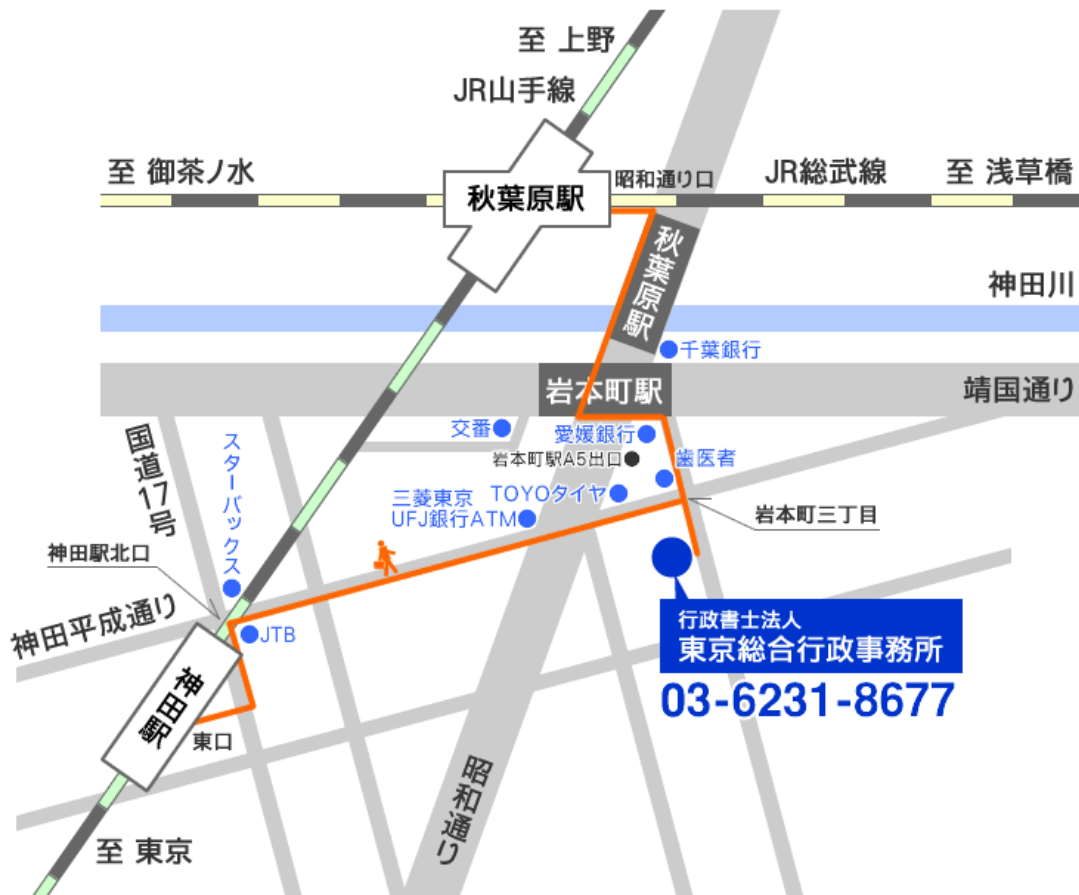 至 上野
JR山手線
至 御茶ノ水
昭和通り口
JR総武線
至 浅草橋
秋葉原駅
秋葉原駅
神田川
千葉銀行
岩本町駅
靖国通り
国道17号
スターバックス
交番
愛媛銀行
岩本町駅A5出口
歯医者
三菱東京
UFJ銀行ATM
TOYOタイヤ
岩本町三丁目
神田駅北口
神田平成通り
JTB
行政書士法人
東京総合行政事務所
03-6231-8677
神田駅
東口
昭和通り
至 東京